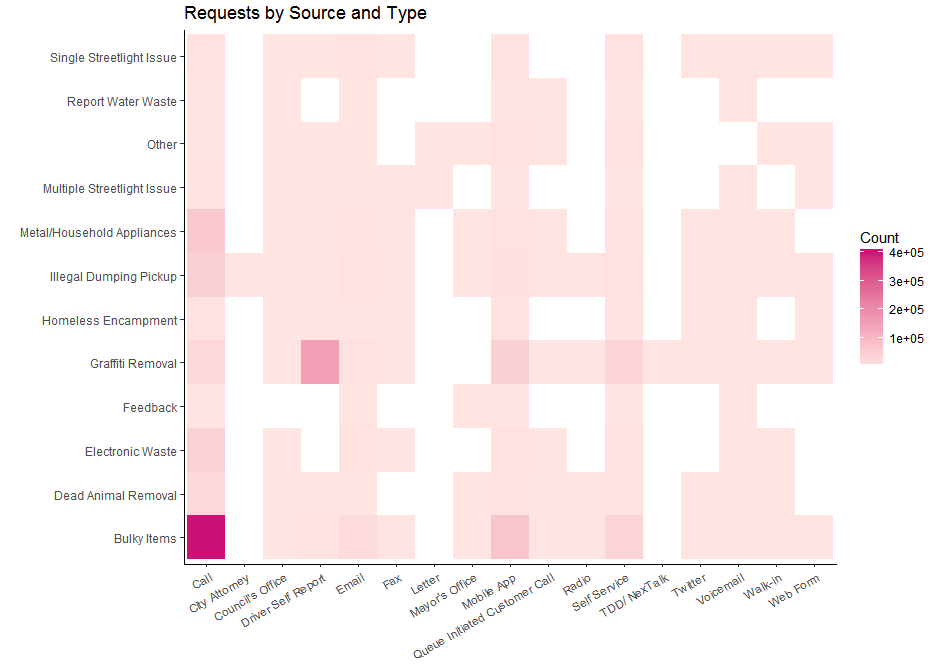 Requests by Source and Type
Single Streetlight Issue
Report Water Waste
Other
Multiple Streetlight Issue
Metal/Household Appliances
Illegal Dumping Pickup
Homeless Encampment
Graffiti Removal
Feedback
Electronic Waste
Dead Animal Removal
Bulky Items
Call
City Attorney
Council's Office
Driver Self Report
Email
Fax
Letter
Mayor's Office
Mobile App
Queue Initiated Customer Call
Radio
Self Service
TDD/ NexTalk
Twitter
Voicemail
Walk-in
Web Form
Count
4e+05
3e+05
2e+05
1e+05